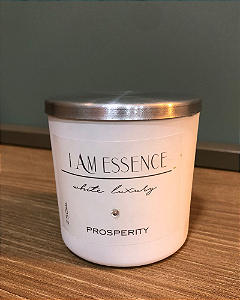 I AM ESSENCE
white luxury
PROSPERITY